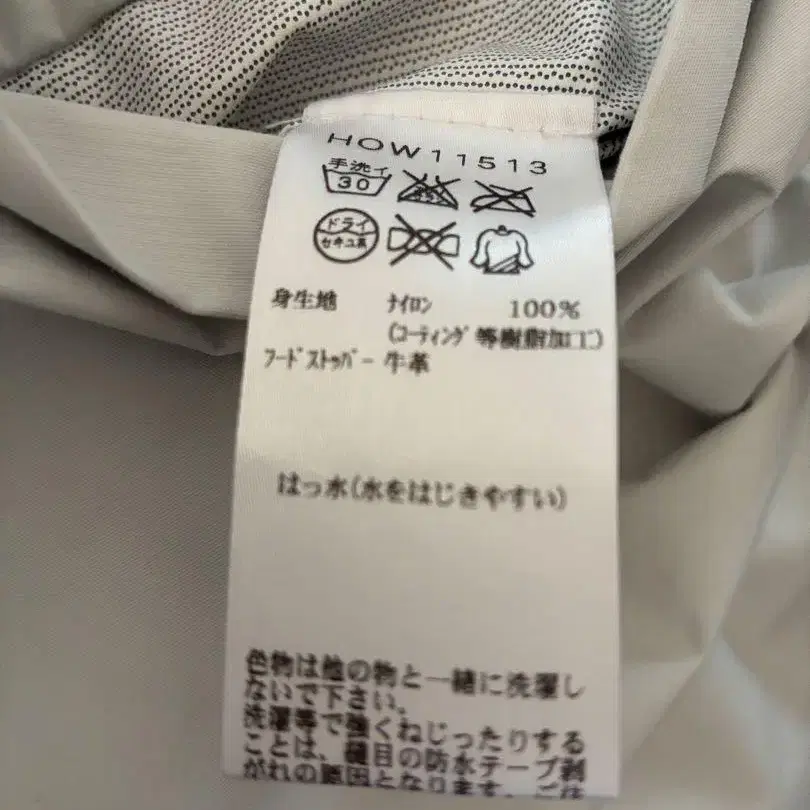 HOW11513
手洗イ
30
ドライ
セキユ系
身生地 ナイロン 100%
(コーティング等樹脂加工)
フードストッパー 牛革
はっ水(水をはじきやすい)
色物は他の物と一緒に洗濯し
ないで下さい。
洗濯等で強くねじったりする
ことは、縫目の防水テープ剥
がれの原因となります。